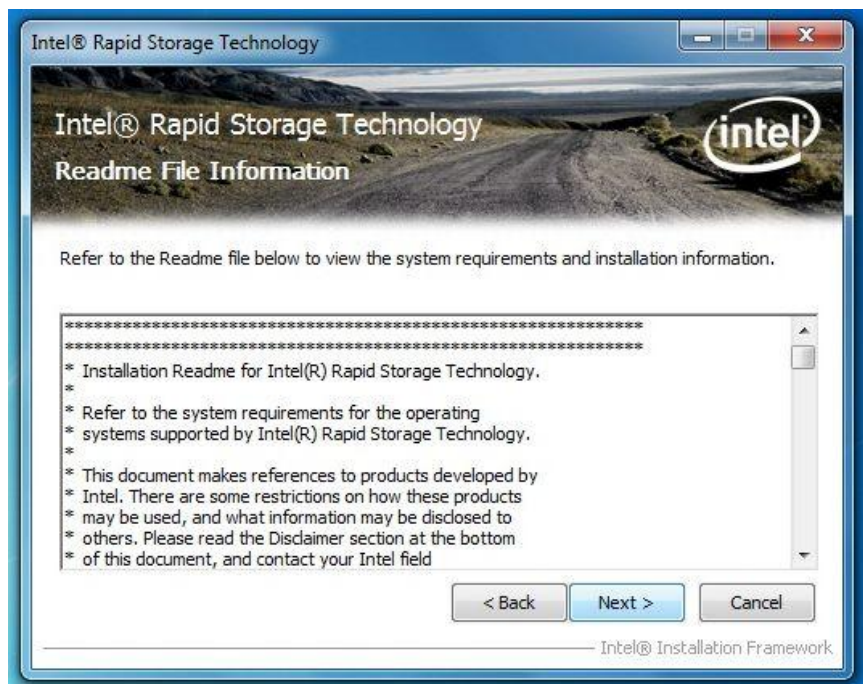 Intel® Rapid Storage Technology
Intel® Rapid Storage Technology
intel
Readme File Information
Refer to the Readme file below to view the system requirements and installation information.
************************************************************
************************************************************
* Installation Readme for Intel(R) Rapid Storage Technology.
*
* Refer to the system requirements for the operating
* systems supported by Intel(R) Rapid Storage Technology.
*
* This document makes references to products developed by
* Intel. There are some restrictions on how these products
* may be used, and what information may be disclosed to
* others. Please read the Disclaimer section at the bottom
* of this document, and contact your Intel field
< Back Next > Cancel
Intel® Installation Framework